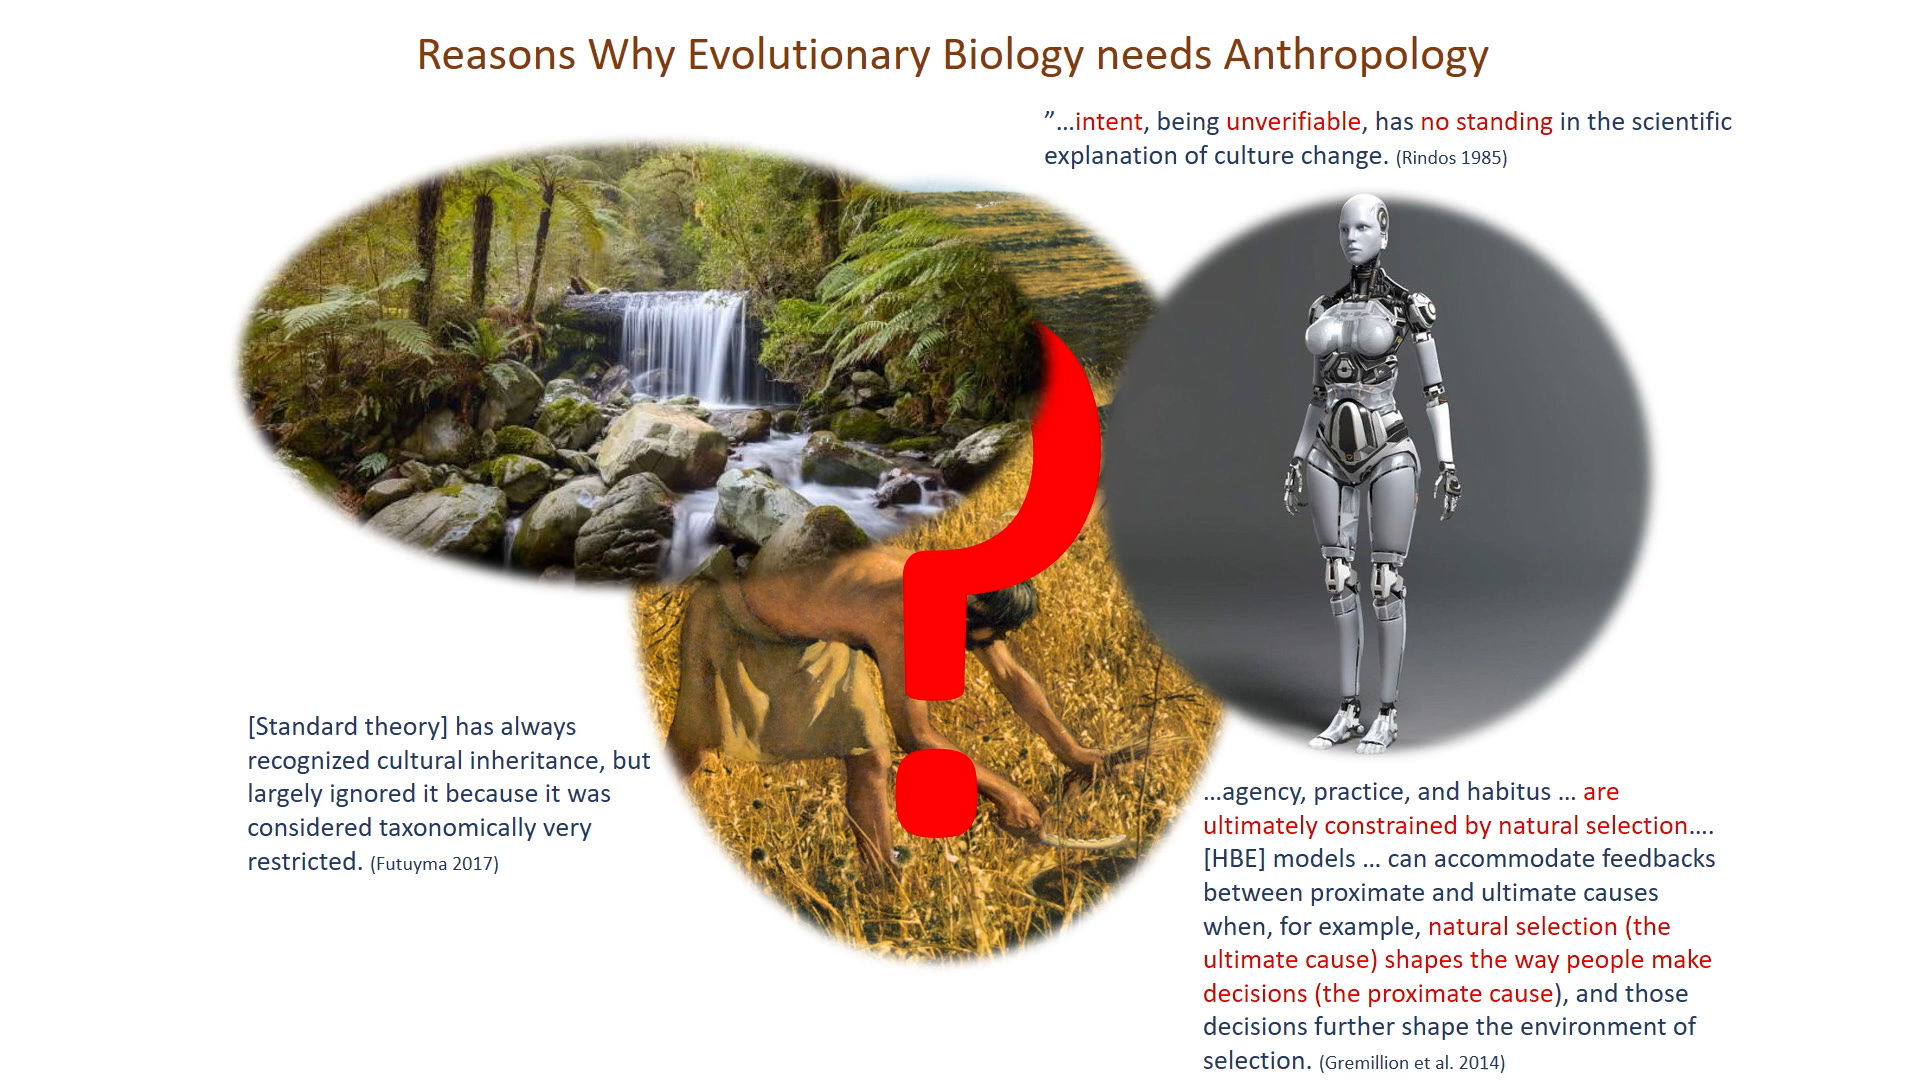 Reasons Why Evolutionary Biology needs Anthropology
”…intent, being unverifiable, has no standing in the scientific
explanation of culture change. (Rindos 1985)
[Standard theory] has always
recognized cultural inheritance, but
largely ignored it because it was
considered taxonomically very
restricted. (Futuyma 2017)
?
…agency, practice, and habitus … are
ultimately constrained by natural selection….
[HBE] models … can accommodate feedbacks
between proximate and ultimate causes
when, for example, natural selection (the
ultimate cause) shapes the way people make
decisions (the proximate cause), and those
decisions further shape the environment of
selection. (Gremillion et al. 2014)